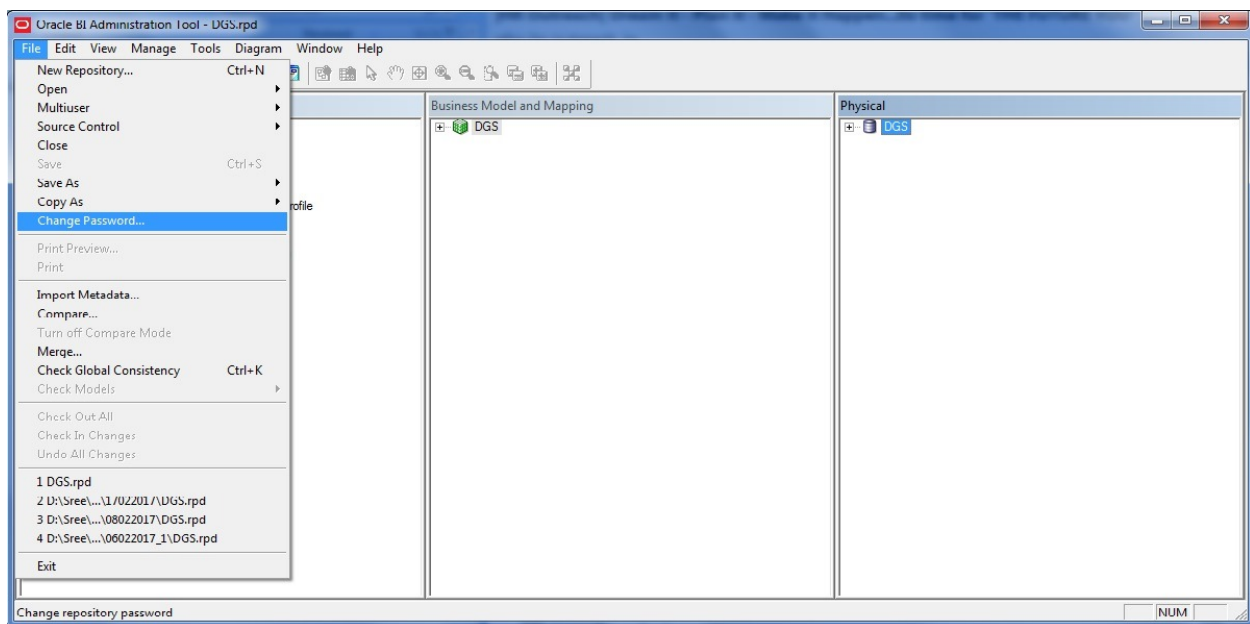 Oracle BI Administration Tool - DGS.rpd
File Edit View Manage Tools Diagram Window Help
New Repository... Ctrl+N
Open
Multiuser
Source Control
Close
Save Ctrl+S
Save As
Copy As
Change Password...
Print Preview...
Print
Import Metadata...
Compare...
Turn off Compare Mode
Merge...
Check Global Consistency Ctrl+K
Check Models
Check Out All
Check In Changes
Undo All Changes
1 DGS.rpd
2 D:\Sree\...\17022017\DGS.rpd
3 D:\Sree\...\08022017\DGS.rpd
4 D:\Sree\...\06022017_1\DGS.rpd
Exit
rofile
Business Model and Mapping
DGS
Physical
DGS
Change repository password
NUM